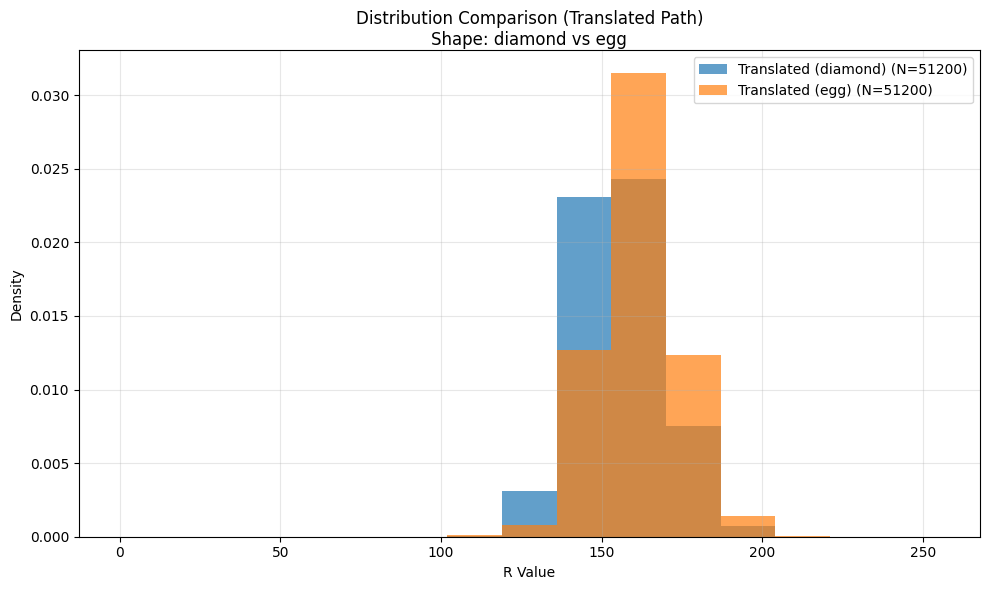 Distribution Comparison (Translated Path)
Shape: diamond vs egg
Translated (diamond) (N=51200)
Translated (egg) (N=51200)
0.030
0.025
0.020
0.015
0.010
0.005
0.000
Density
0 50 100 150 200 250
R Value